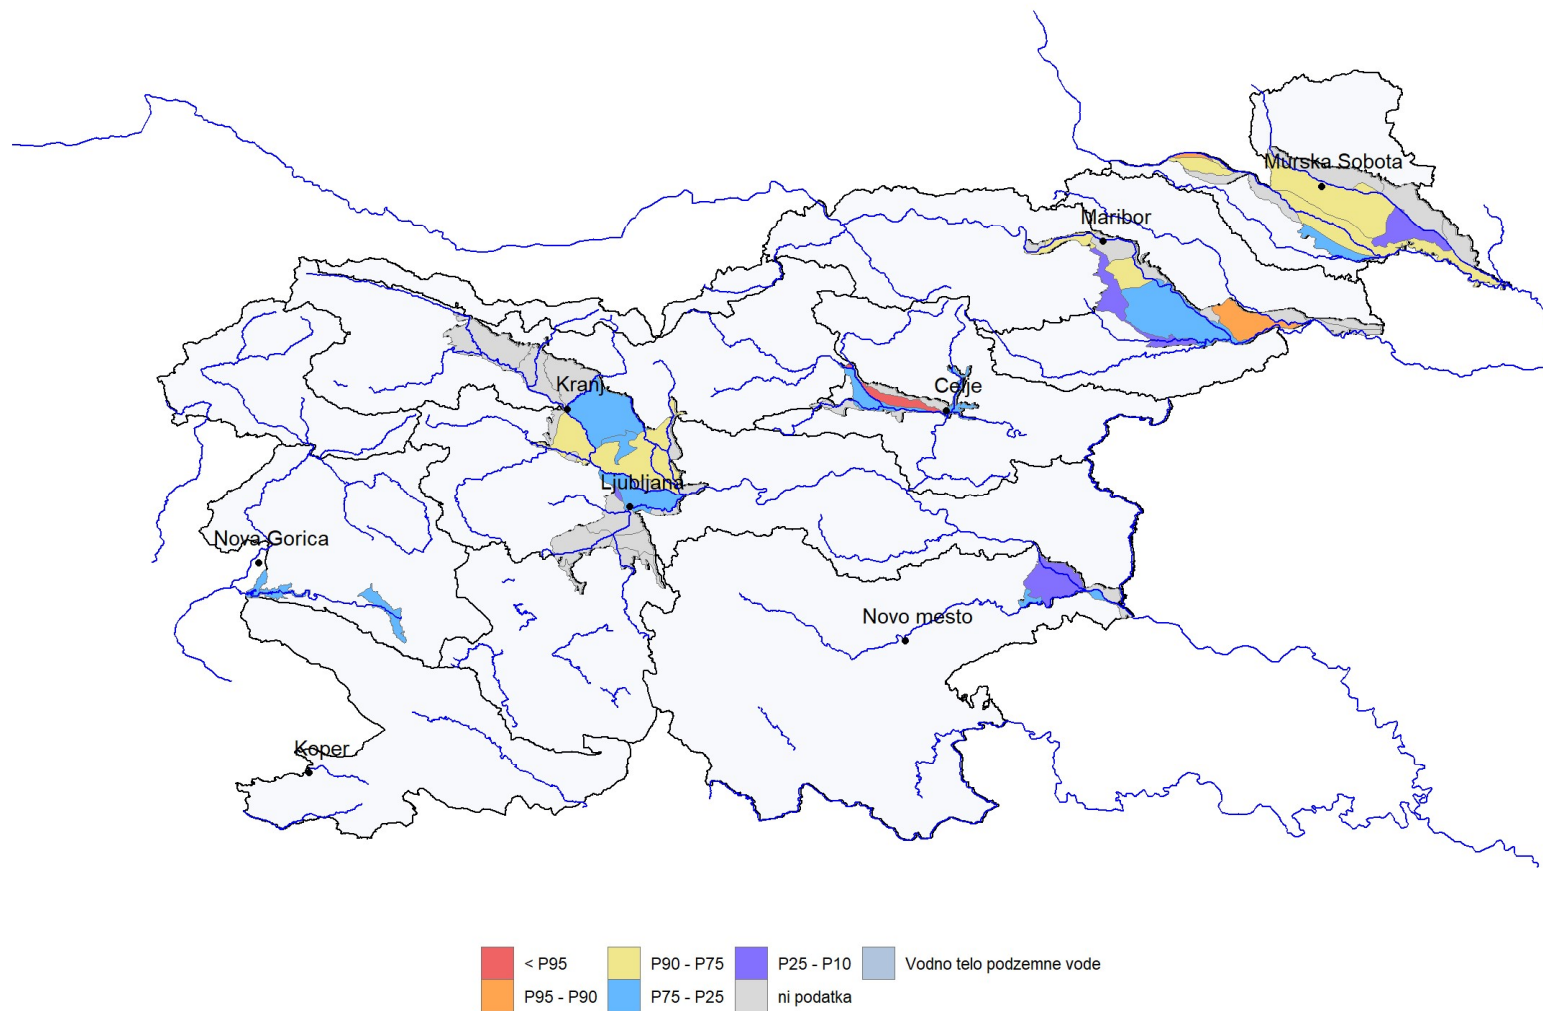 Murska Sobota
Maribor
Kranj
Celje
Ljubljana
Nova Gorica
Novo mesto
Koper
< P95
P90 - P75
P25 - P10
Vodno telo podzemne vode
P95 - P90
P75 - P25
ni podatka